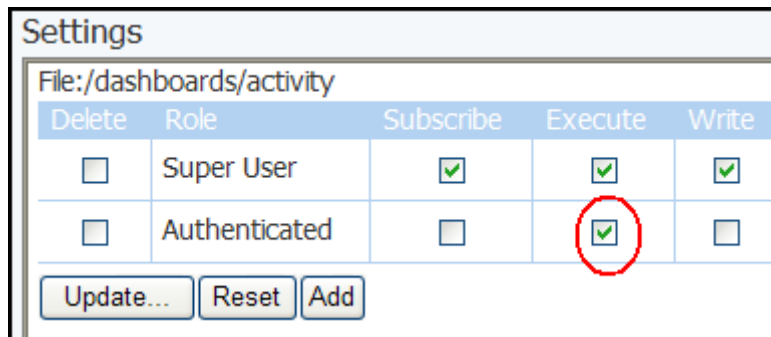 Settings
File:/dashboards/activity
Delete Role Subscribe Execute Write
Super User
Authenticated
Update... Reset Add